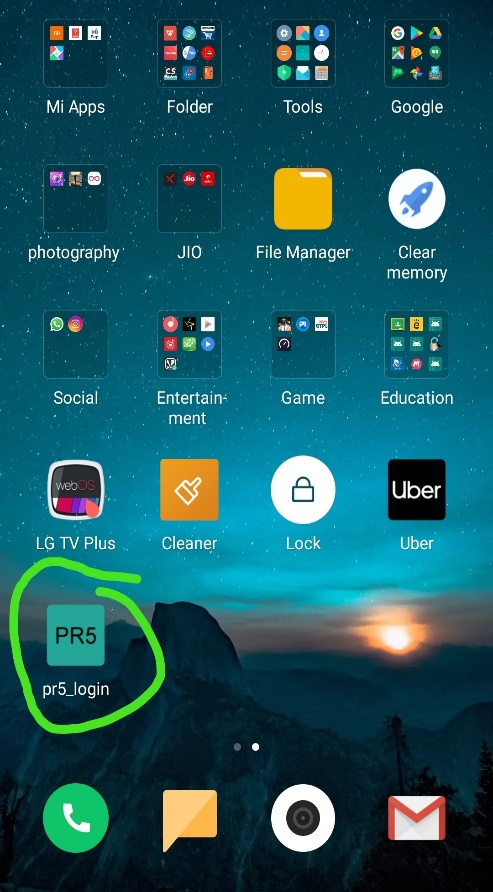 Mi Apps
Folder
Tools
Google
photography
JIO
File Manager
Clear
memory
Social
Entertain-
ment
Game
Education
webOS
LG TV Plus
Cleaner
Lock
Uber
Uber
PR5
pr5_login